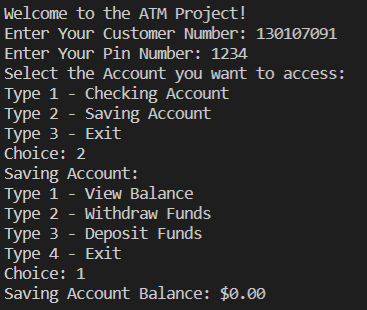 Welcome to the ATM Project!
Enter Your Customer Number: 130107091
Enter Your Pin Number: 1234
Select the Account you want to access:
Type 1 - Checking Account
Type 2 - Saving Account
Type 3 - Exit
Choice: 2
Saving Account:
Type 1 - View Balance
Type 2 - Withdraw Funds
Type 3 - Deposit Funds
Type 4 - Exit
Choice: 1
Saving Account Balance: $0.00